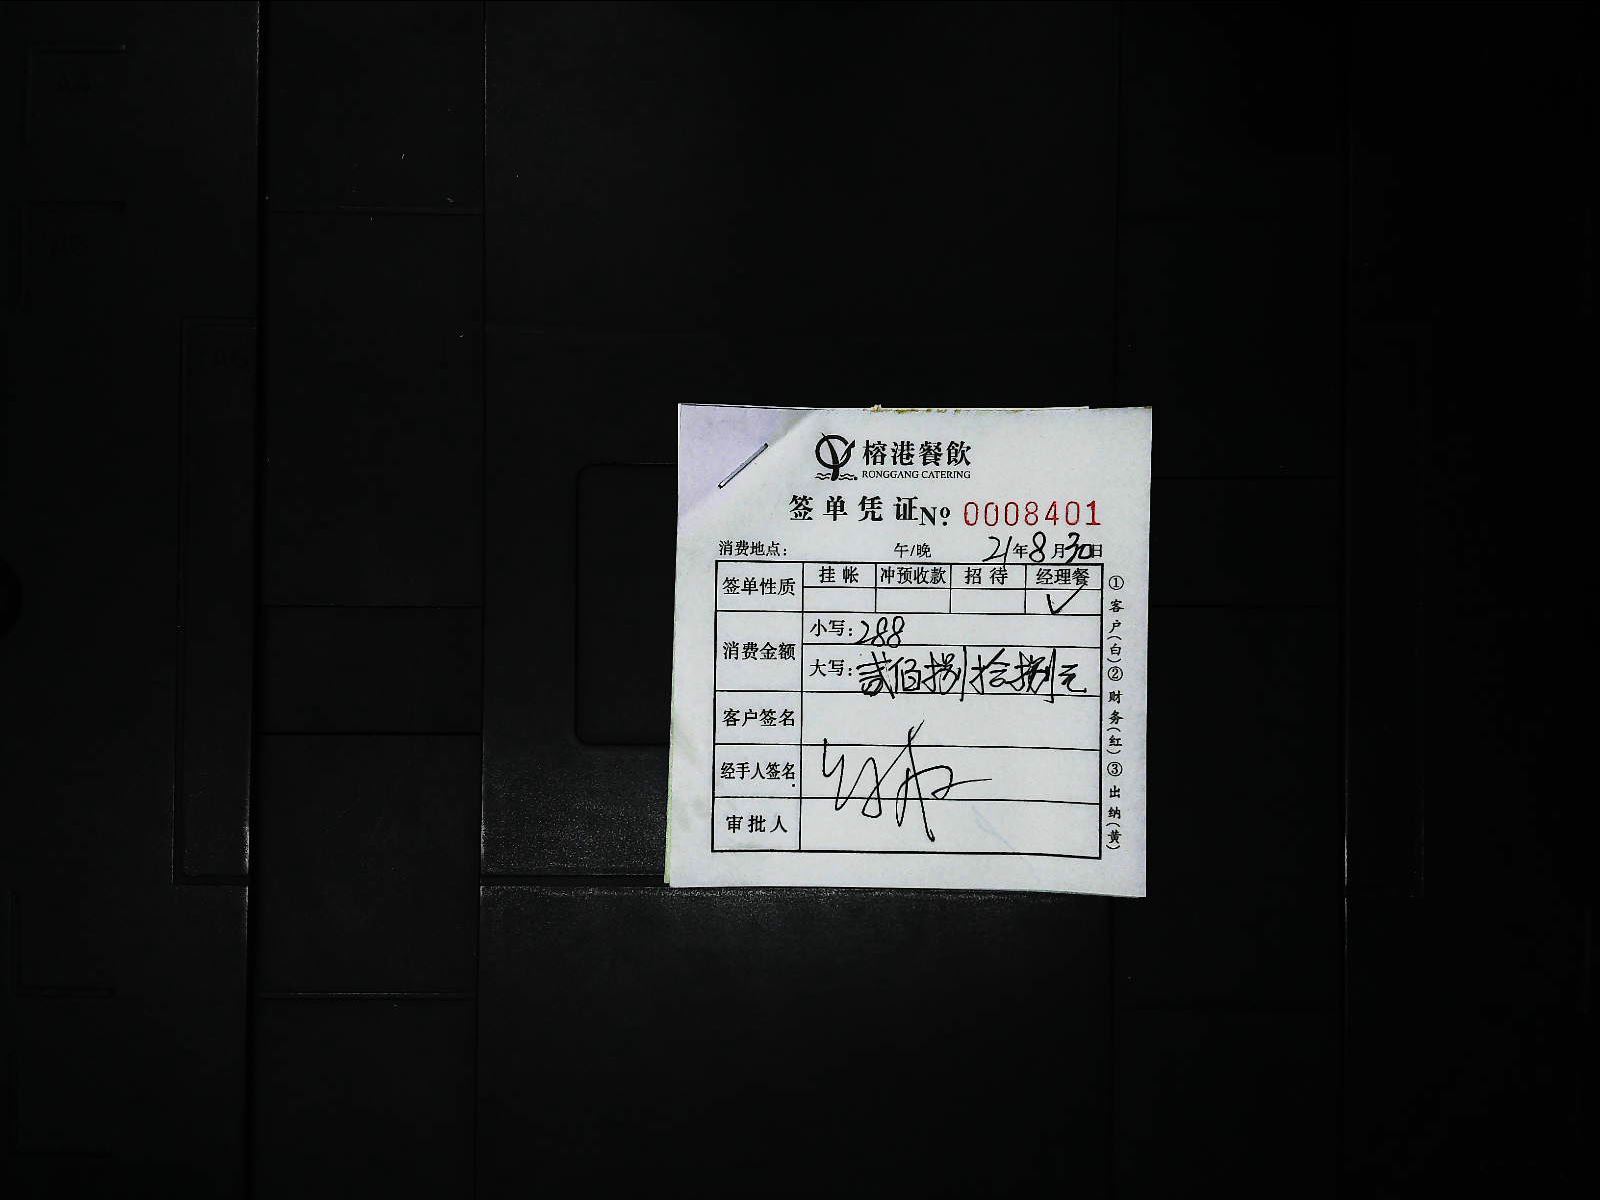 榕港餐飲
RONGGANG CATERING
签单凭证№ 0008401
消费地点： 午/晚 21年8月30日
签单性质 挂帐 冲预收款 招待 经理餐
✓
消费金额 小写：288
大写：贰佰捌拾捌元
客户签名
经手人签名
审批人
①客户(白)②财务(红)③出纳(黄)